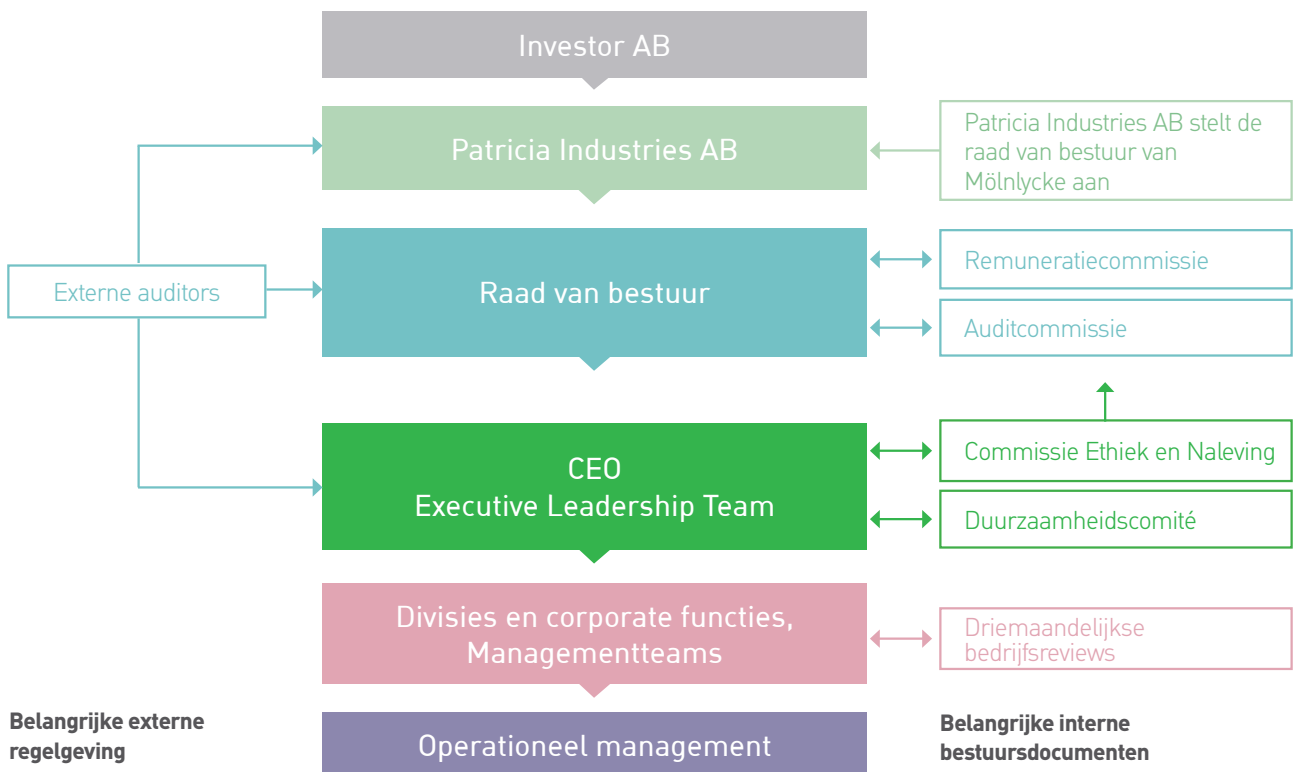 Investor AB
Patricia Industries AB
Patricia Industries AB stelt de
raad van bestuur van
Mölnlycke aan
Externe auditors
Raad van bestuur
Remuneratiecommissie
Auditcommissie
CEO
Executive Leadership Team
Commissie Ethiek en Naleving
Duurzaamheidscomité
Divisies en corporate functies,
Managementteams
Driemaandelijkse
bedrijfsreviews
Belangrijke externe
regelgeving
Operationeel management
Belangrijke interne
bestuursdocumenten